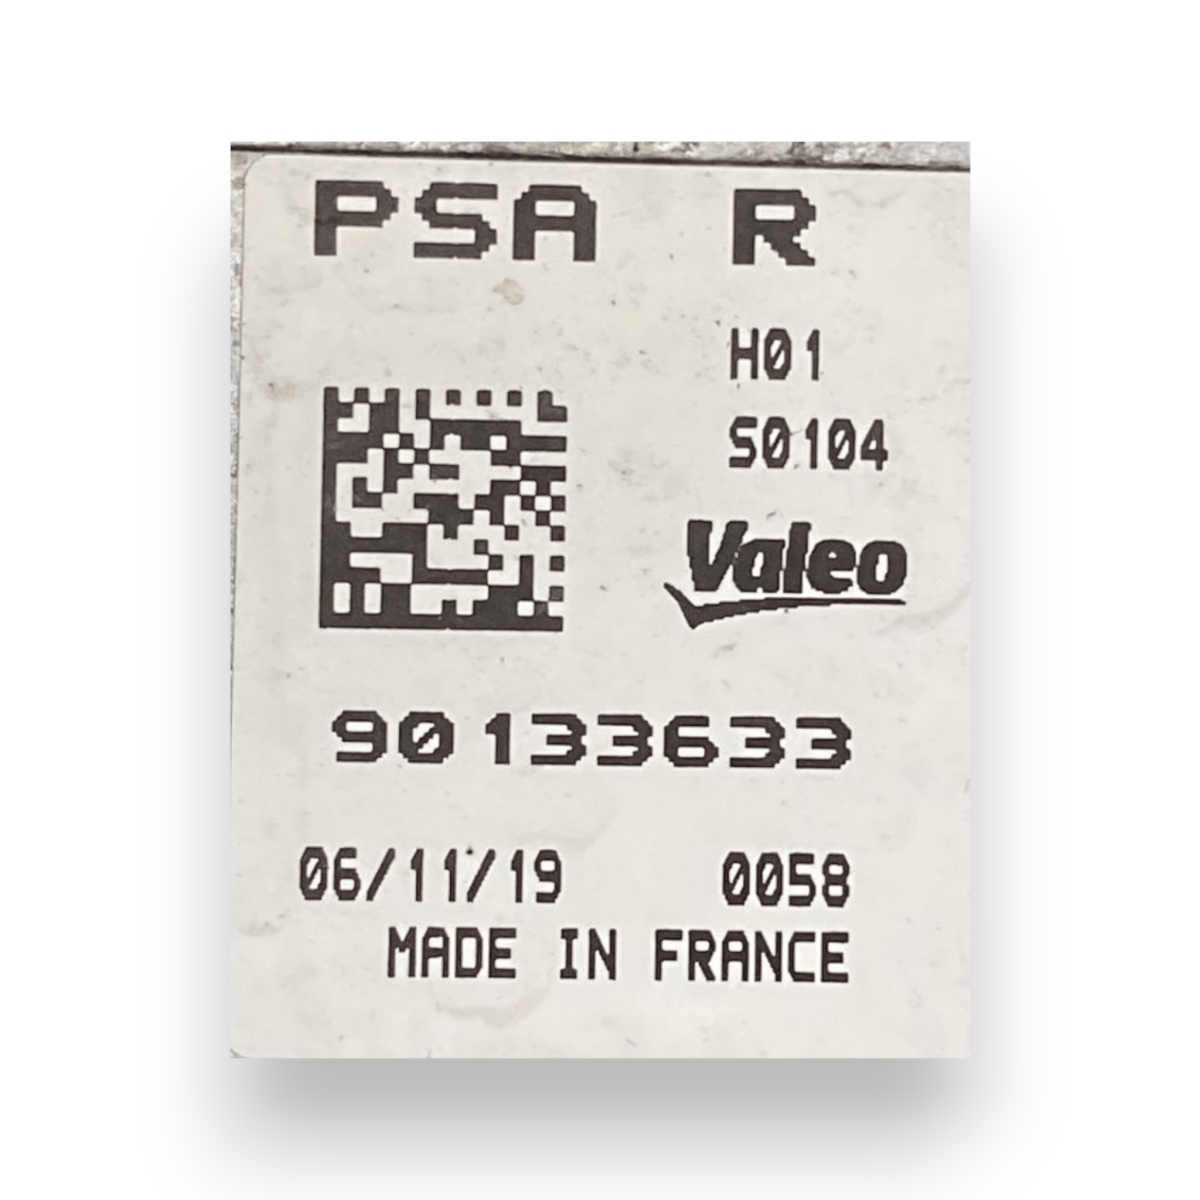 PSA R
H01
S0104
Valeo
90133633
06/11/19 0058
MADE IN FRANCE